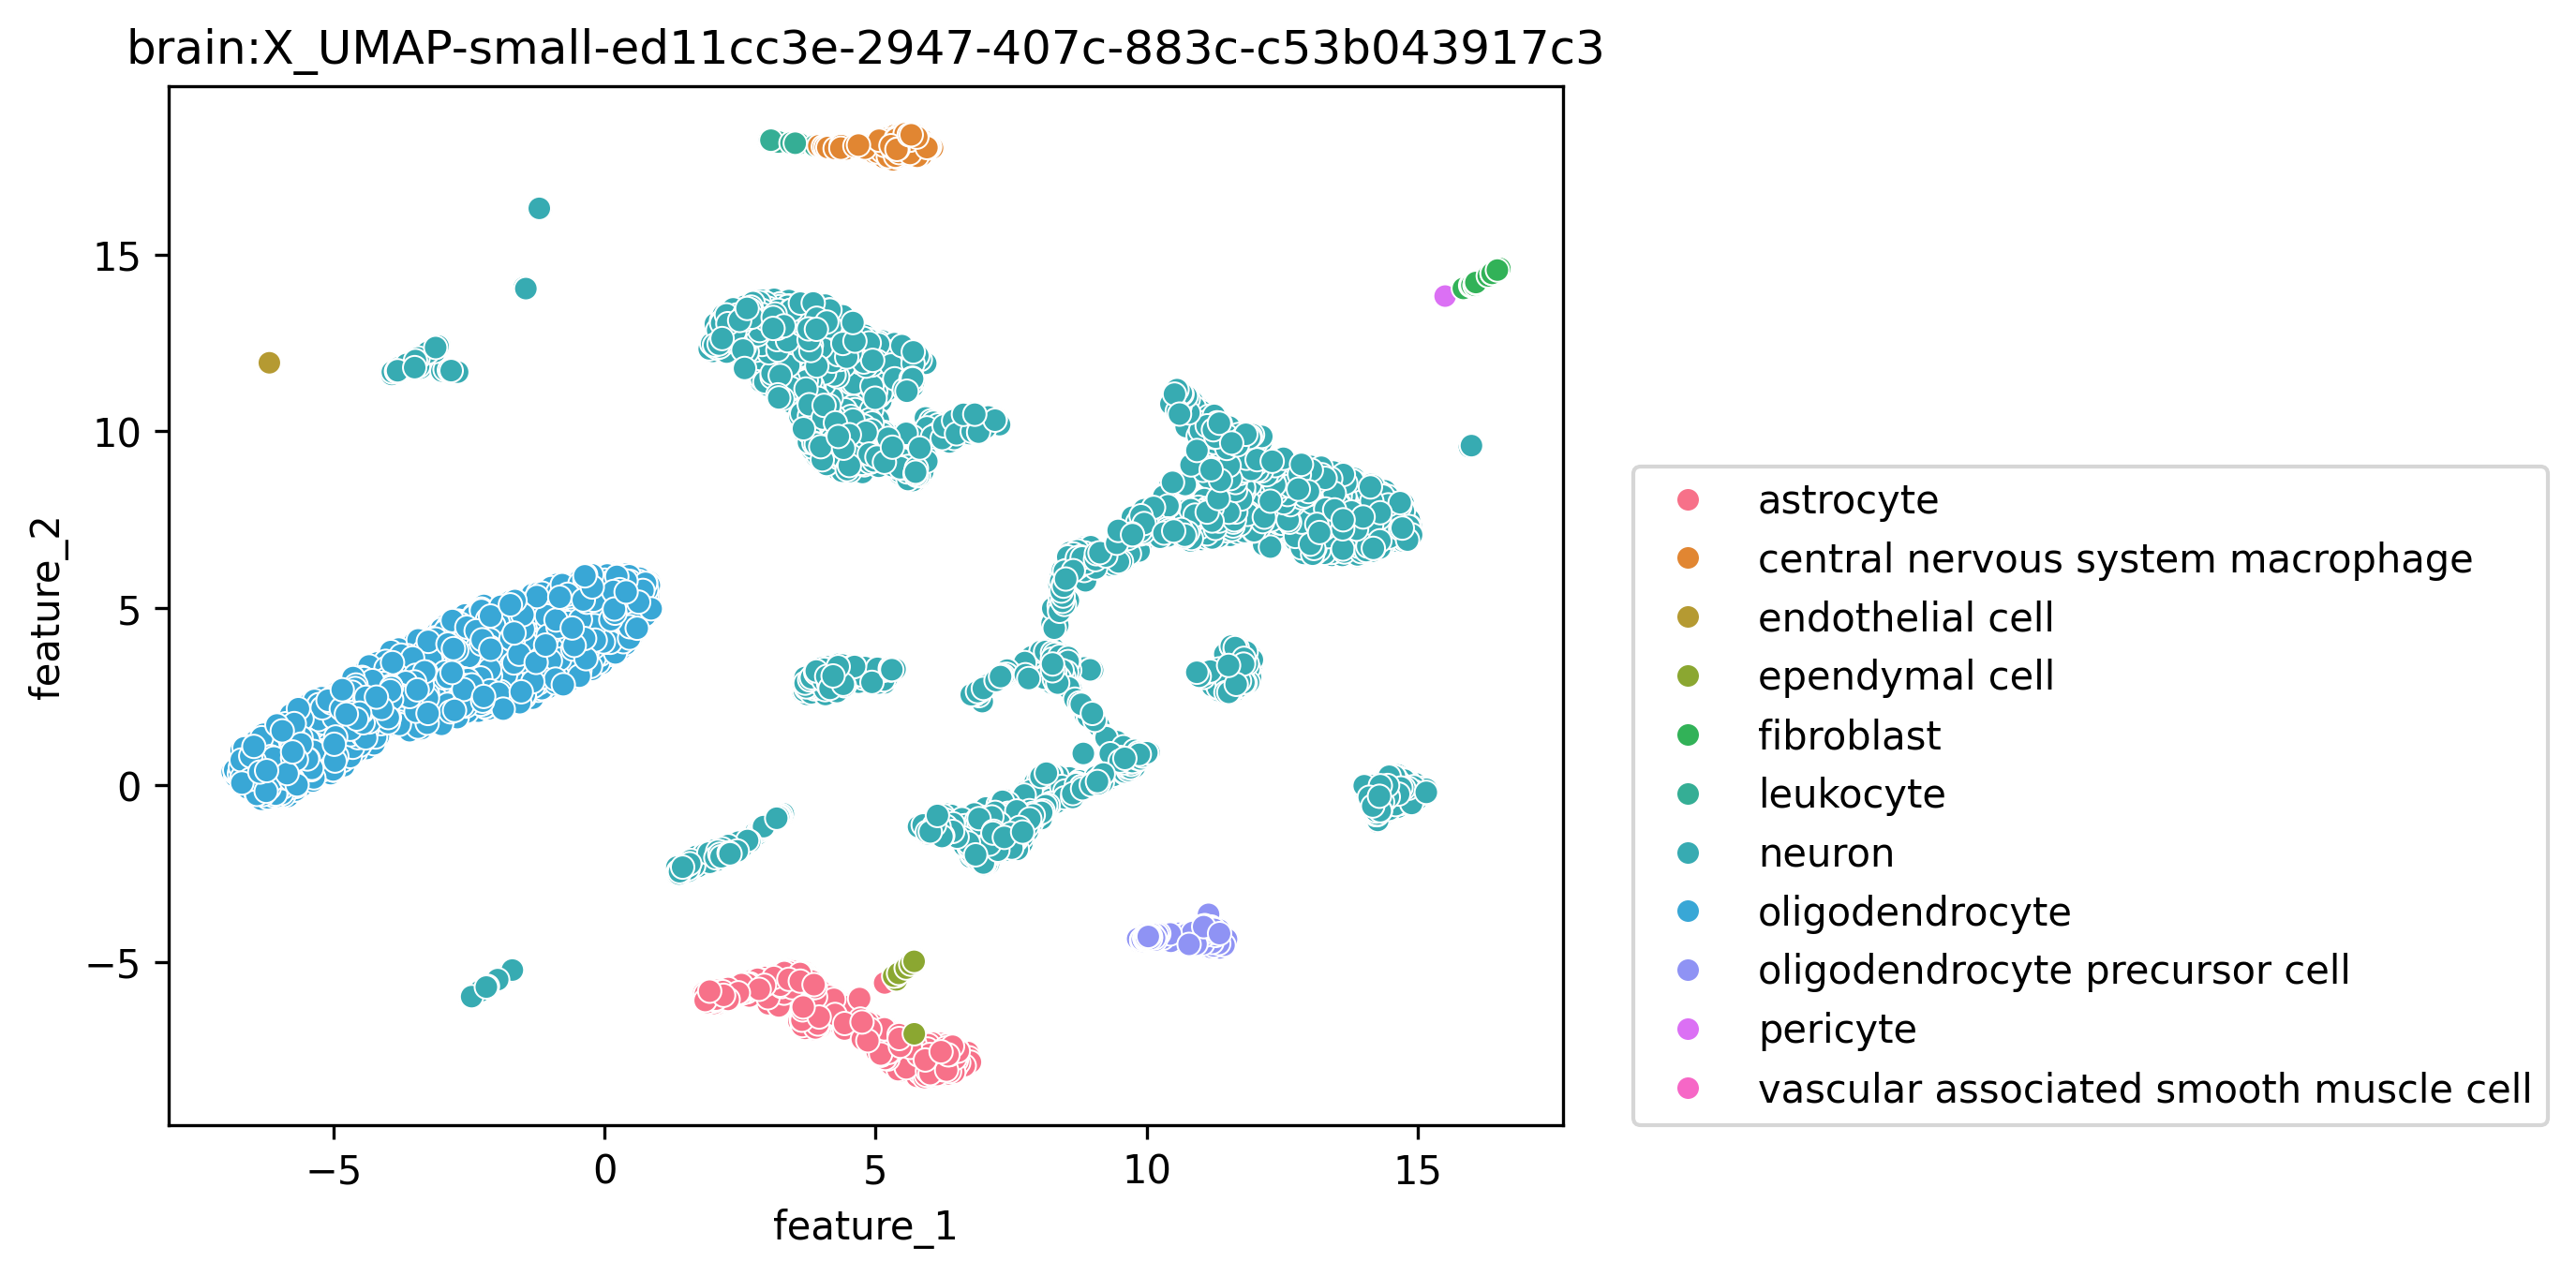 brain:X_UMAP-small-ed11cc3e-2947-407c-883c-c53b043917c3
feature_2
15
10
5
0
−5
−5
0
5
10
15
feature_1
astrocyte
central nervous system macrophage
endothelial cell
ependymal cell
fibroblast
leukocyte
neuron
oligodendrocyte
oligodendrocyte precursor cell
pericyte
vascular associated smooth muscle cell